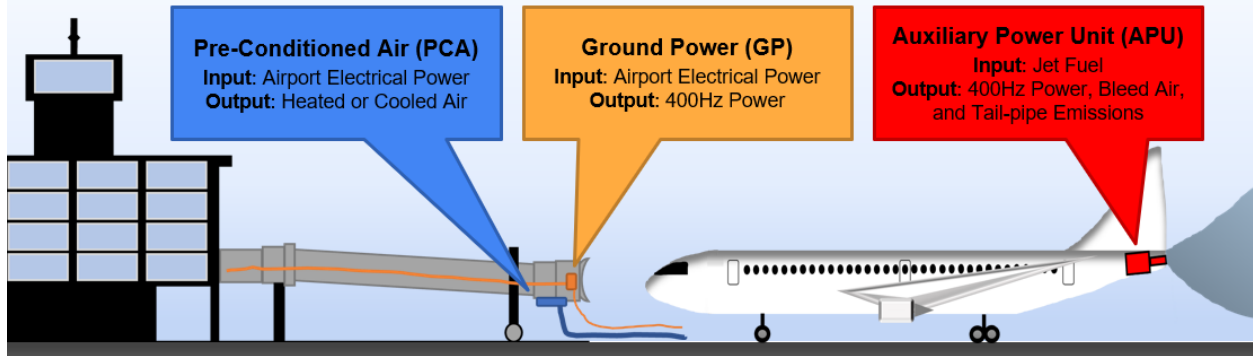 Pre-Conditioned Air (PCA)
Input: Airport Electrical Power
Output: Heated or Cooled Air
Ground Power (GP)
Input: Airport Electrical Power
Output: 400Hz Power
Auxiliary Power Unit (APU)
Input: Jet Fuel
Output: 400Hz Power, Bleed Air,
and Tail-pipe Emissions